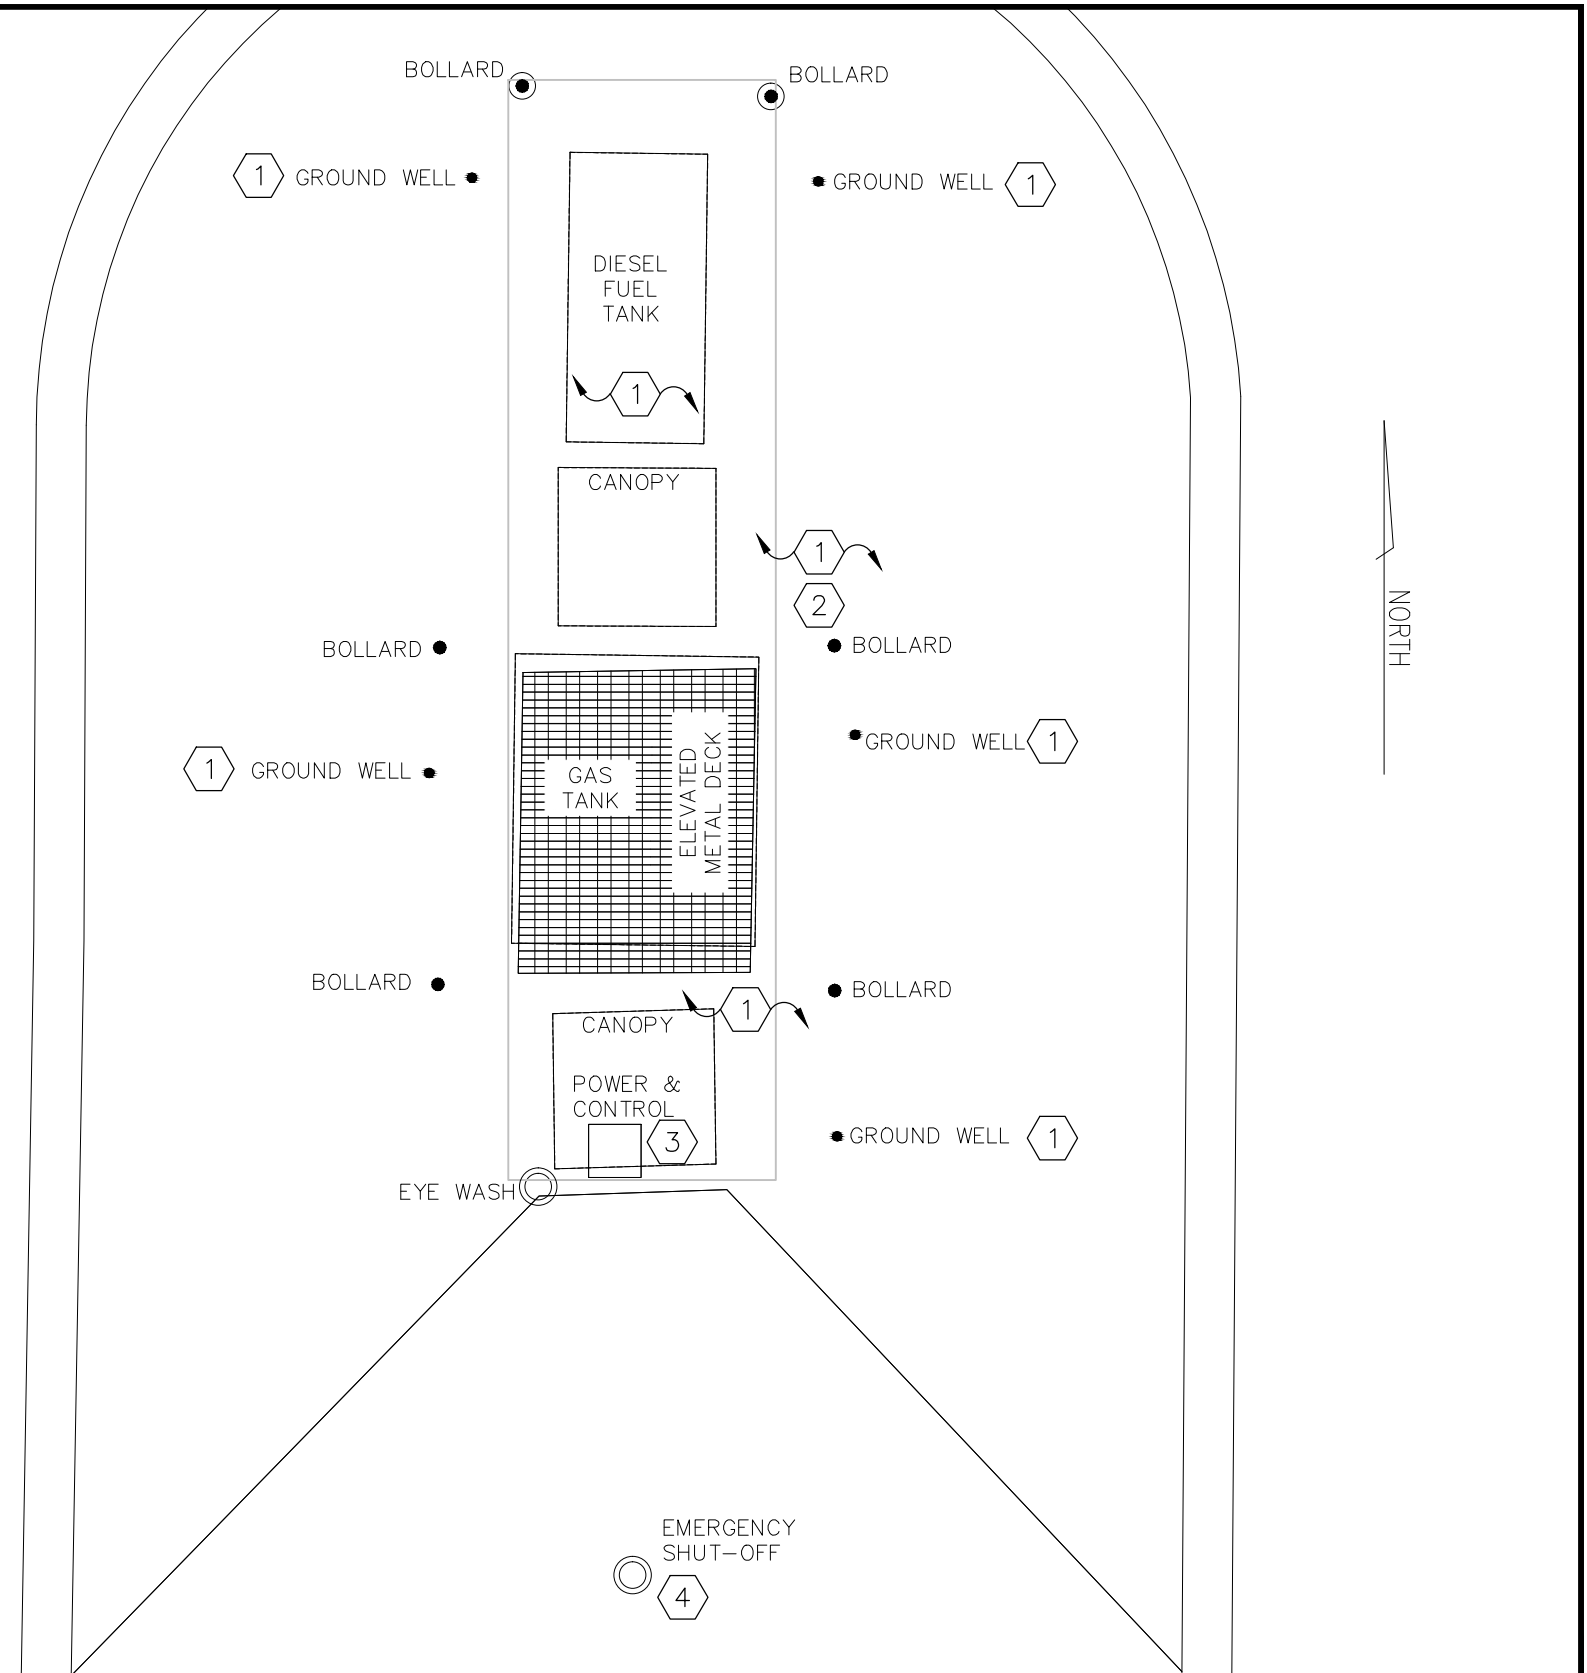 BOLLARD
BOLLARD
1 GROUND WELL
GROUND WELL 1
DIESEL
FUEL
TANK
1
CANOPY
1
2
NORTH
BOLLARD
BOLLARD
GROUND WELL 1
1 GROUND WELL
GAS
TANK
ELEVATED
METAL DECK
BOLLARD
BOLLARD
1
CANOPY
POWER &
CONTROL
3
GROUND WELL 1
EYE WASH
EMERGENCY
SHUT-OFF
4